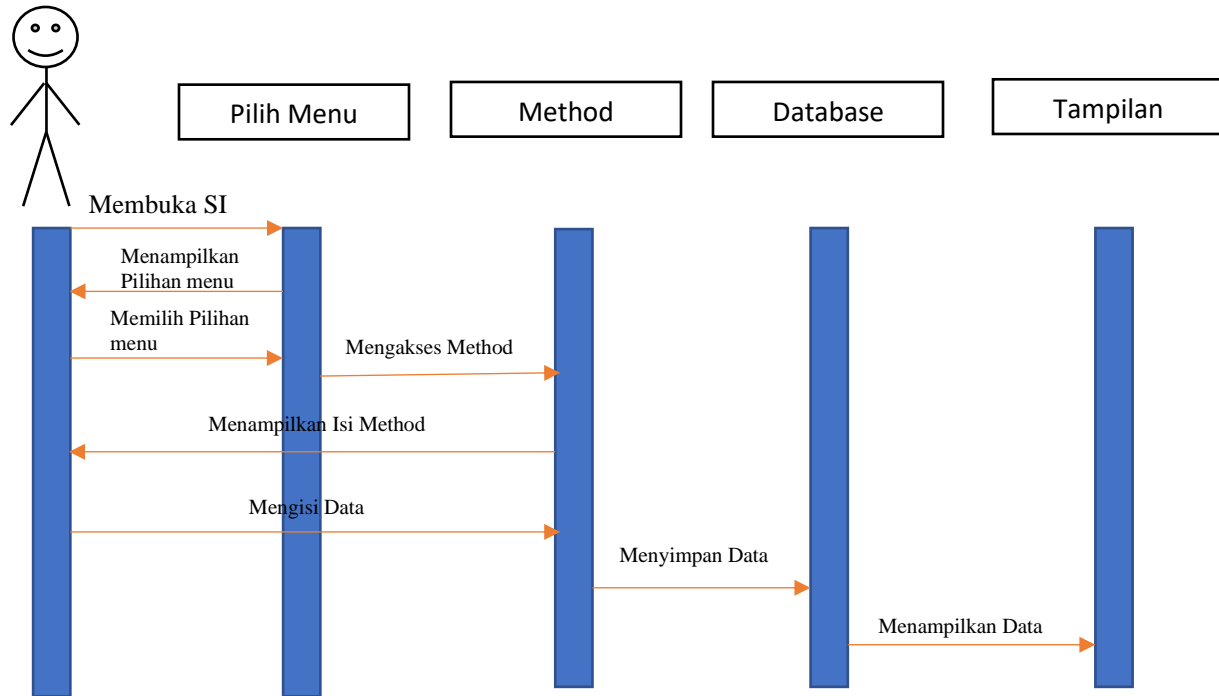 Pilih Menu
Method
Database
Tampilan
Membuka SI
Menampilkan
Pilihan menu
Memilih Pilihan
menu
Mengakses Method
Menampilkan Isi Method
Mengisi Data
Menyimpan Data
Menampilkan Data